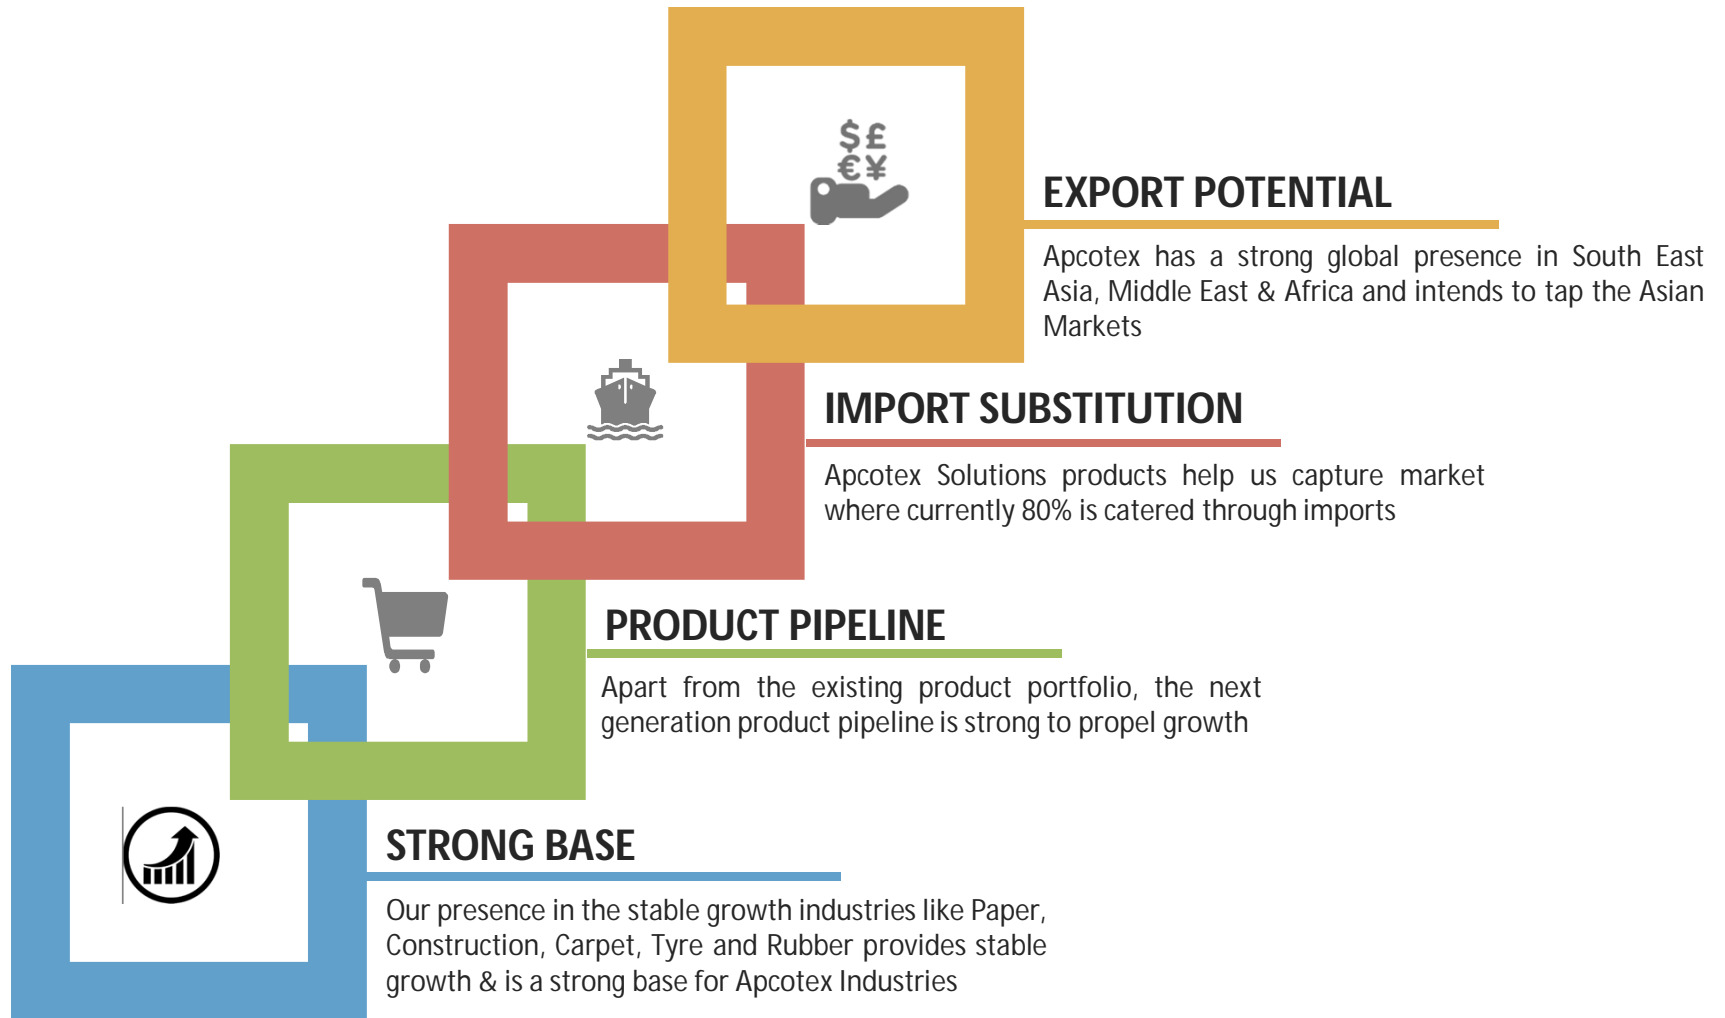 $£
€¥
EXPORT POTENTIAL
Apcotex has a strong global presence in South East
Asia, Middle East & Africa and intends to tap the Asian
Markets
IMPORT SUBSTITUTION
Apcotex Solutions products help us capture market
where currently 80% is catered through imports
PRODUCT PIPELINE
Apart from the existing product portfolio, the next
generation product pipeline is strong to propel growth
STRONG BASE
Our presence in the stable growth industries like Paper,
Construction, Carpet, Tyre and Rubber provides stable
growth & is a strong base for Apcotex Industries